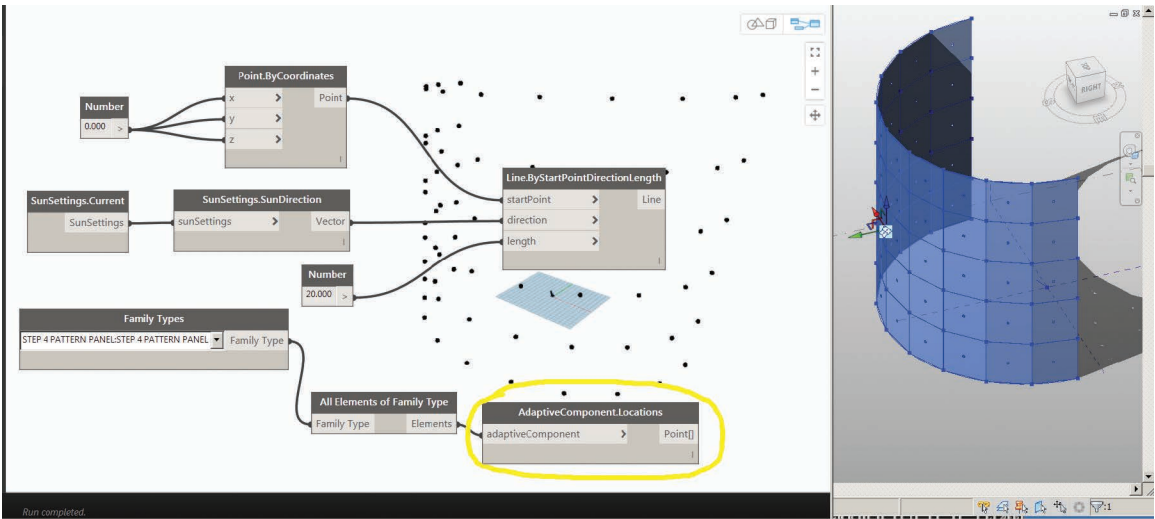 Point.ByCoordinates
x > Point
y >
z >
Number
0.000 >
Line.ByStartPointDirectionLength
startPoint > Line
direction >
length >
SunSettings.Current
SunSettings
SunSettings.SunDirection
sunSettings > Vector
Number
20.000 >
Family Types
STEP 4 PATTERN PANEL:STEP 4 PATTERN PANEL Family Type
All Elements of Family Type
Family Type Elements
AdaptiveComponent.Locations
adaptiveComponent > Point[]
Run completed.
RIGHT
:1